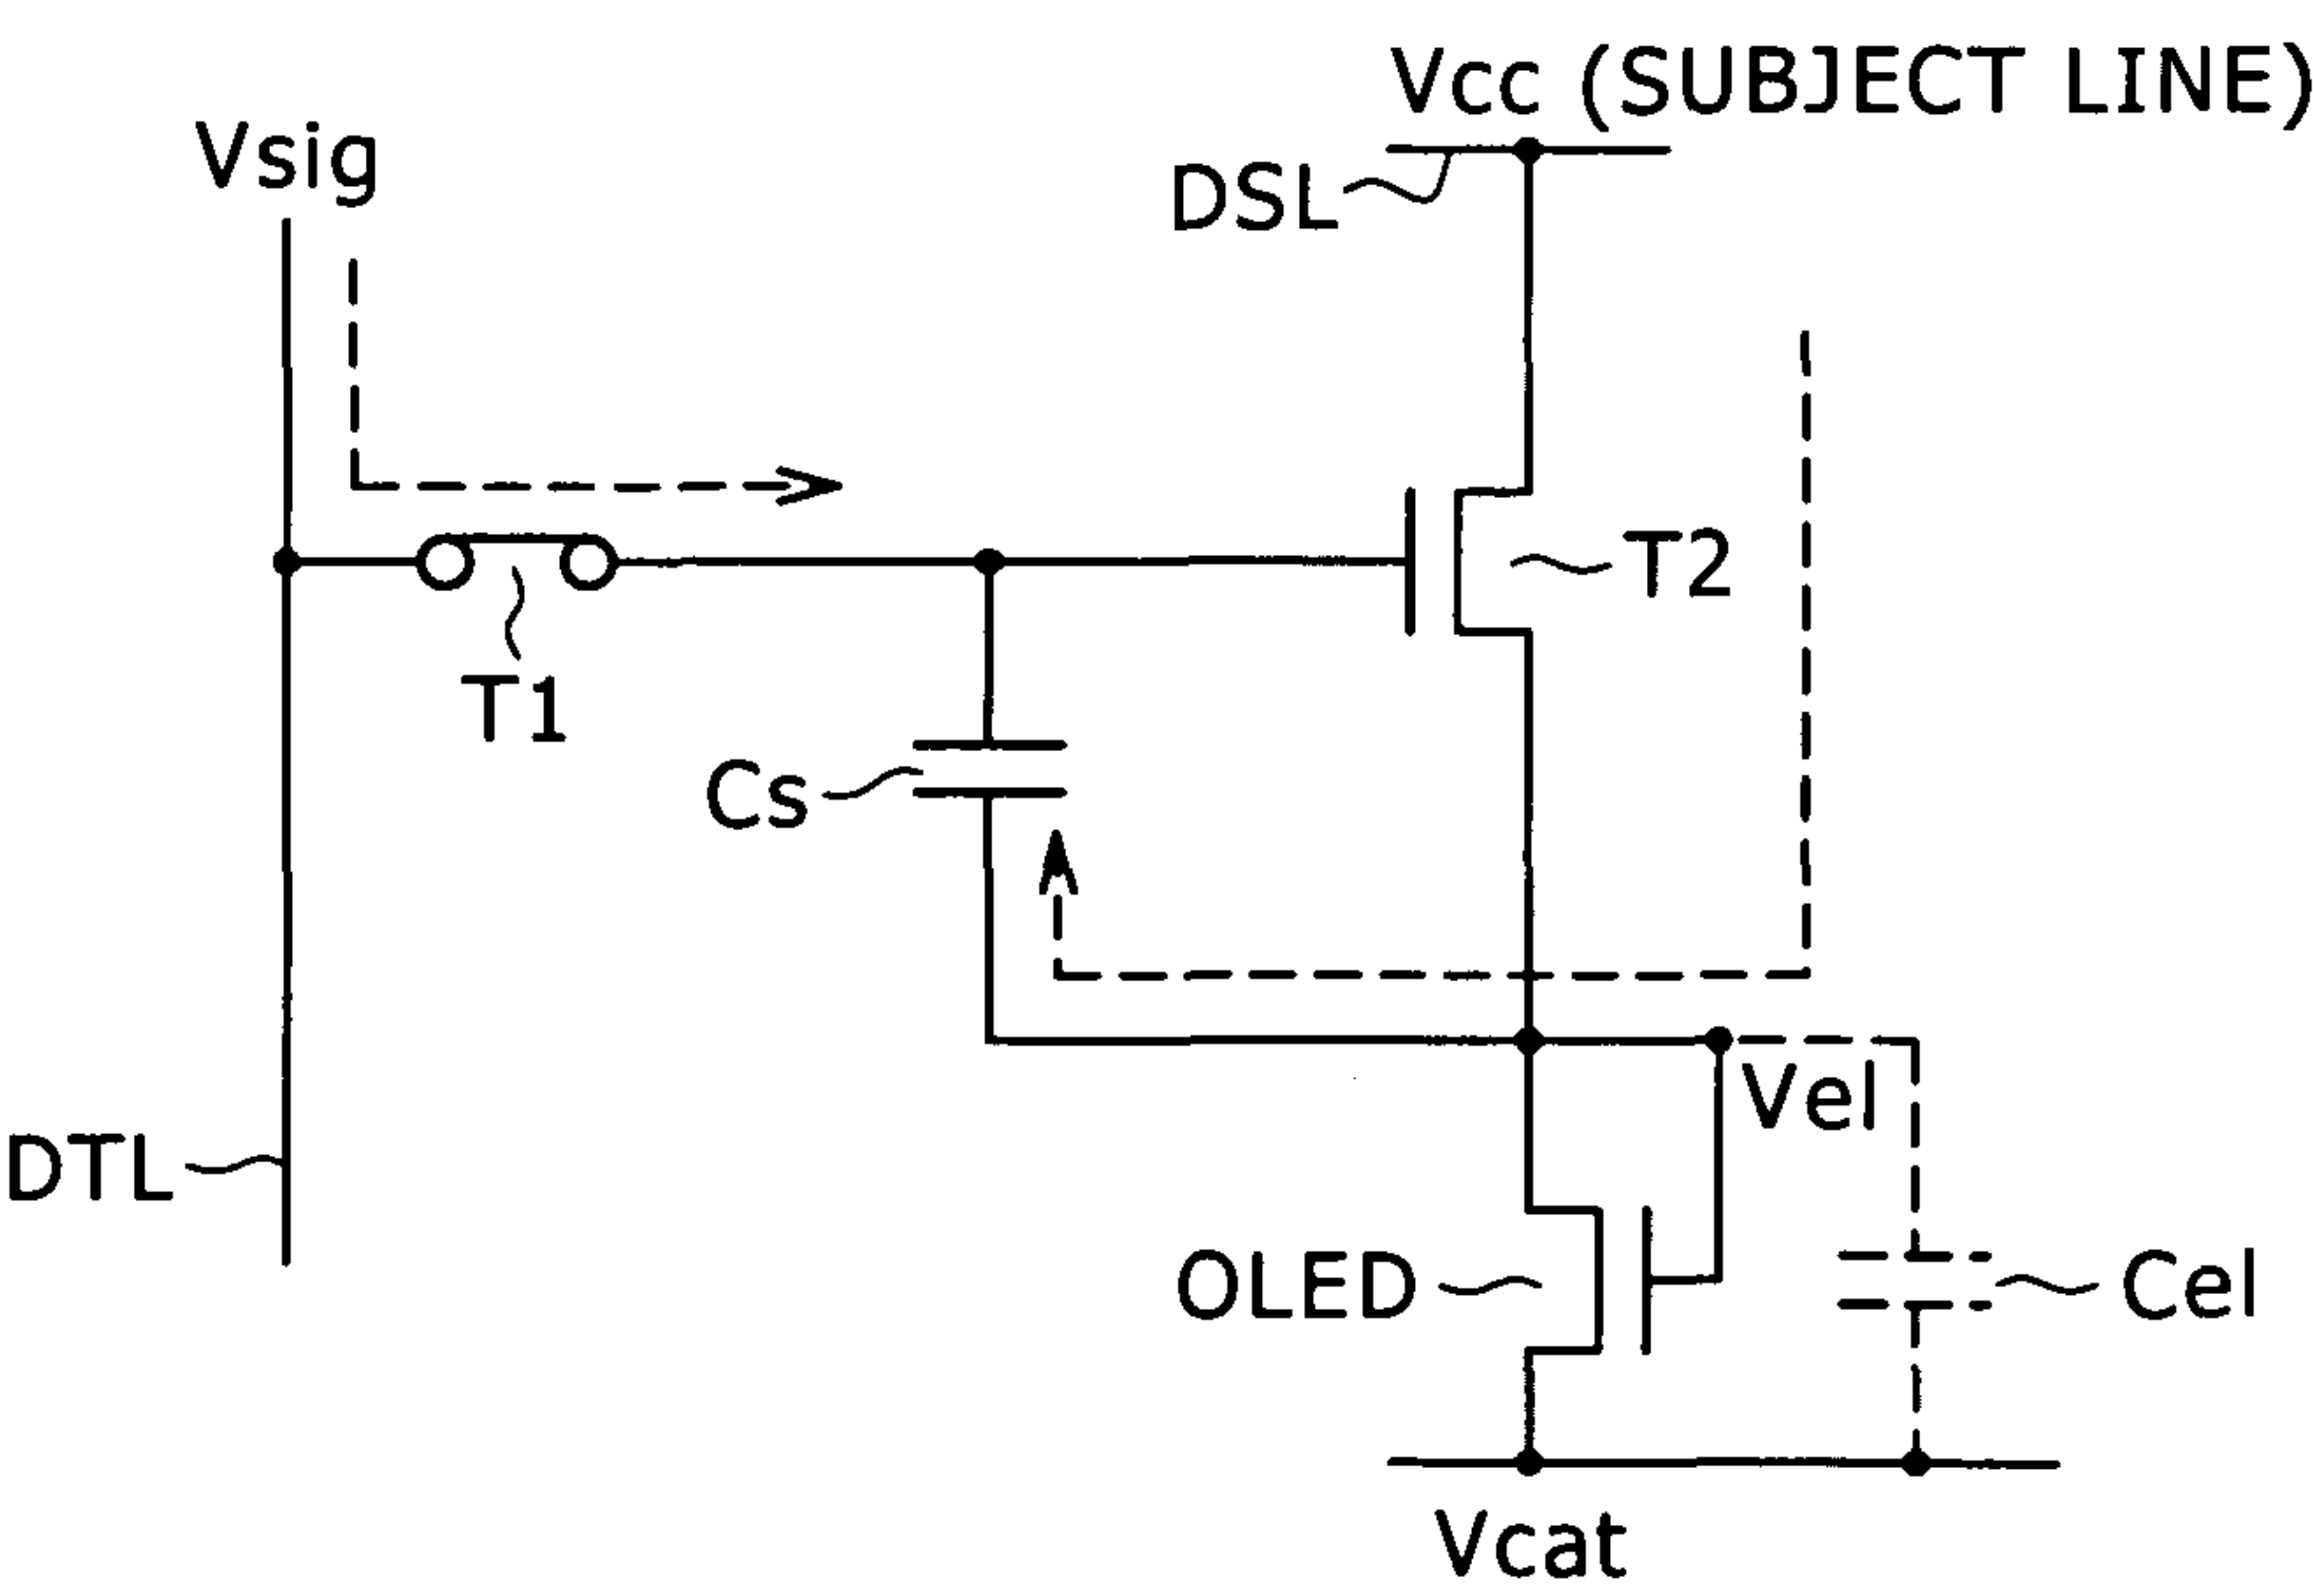 Vcc (SUBJECT LINE)
Vsig
DSL
T2
T1
Cs
Vel
DTL
OLED
Cel
Vcat